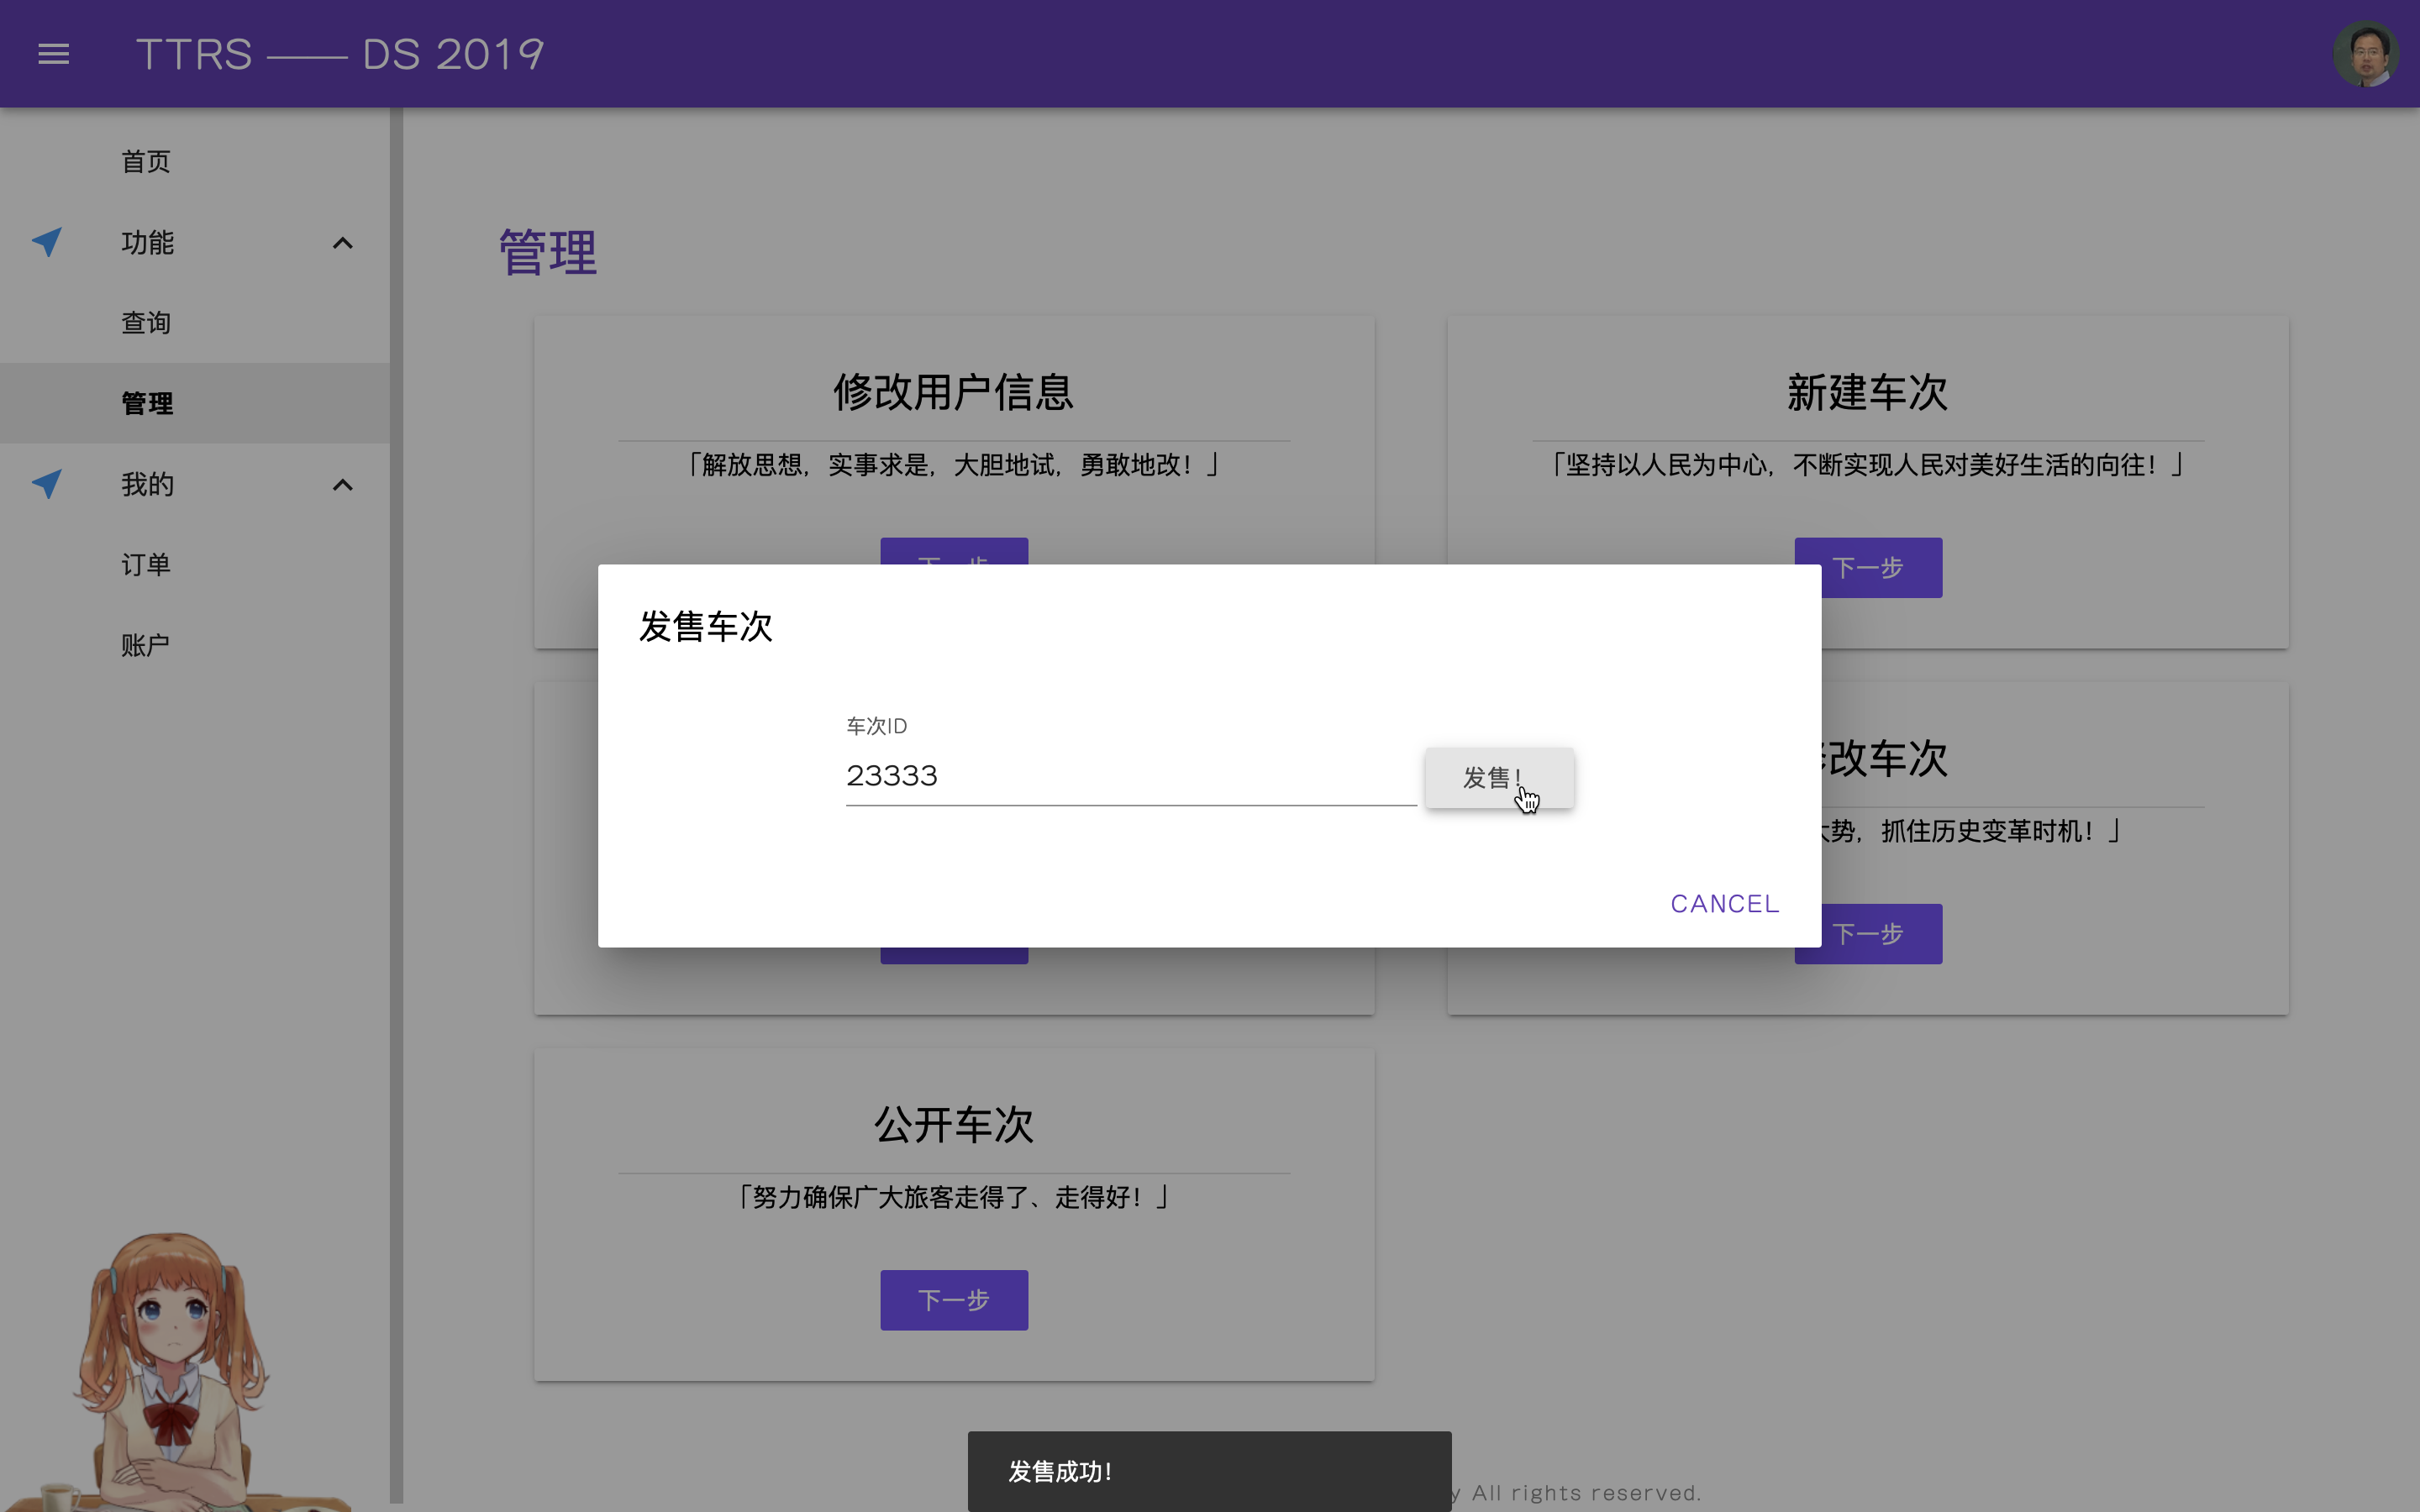 TTRS —— DS 2019
首页
功能
查询
管理
我的
订单
账户
管理
修改用户信息
「解放思想，实事求是，大胆地试，勇敢地改！」
新建车次
「坚持以人民为中心，不断实现人民对美好生活的向往！」
下一步
下一步
发售车次
车次ID
23333
发售！
CANCEL
改车次
势，抓住历史变革时机！」
下一步
公开车次
「努力确保广大旅客走得了、走得好！」
下一步
发售成功！
y All rights reserved.